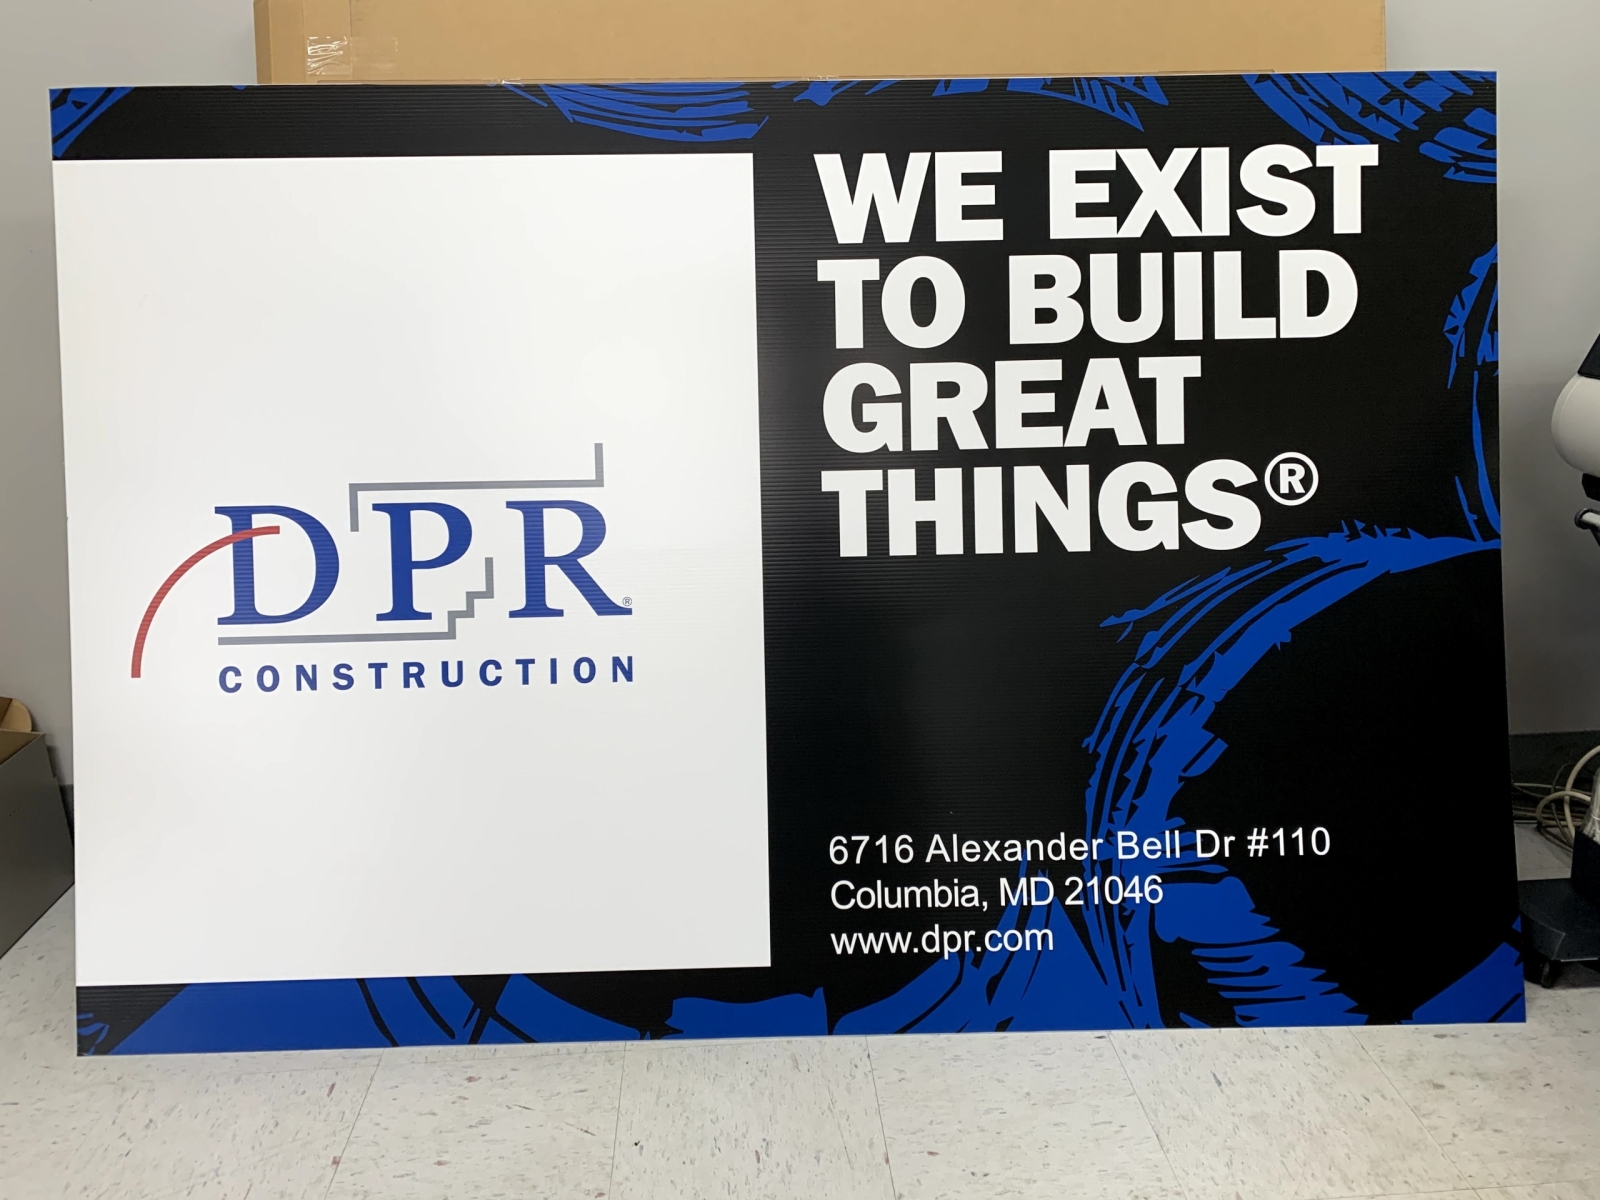 DPR®
CONSTRUCTION
WE EXIST
TO BUILD
GREAT
THINGS®
6716 Alexander Bell Dr #110
Columbia, MD 21046
www.dpr.com